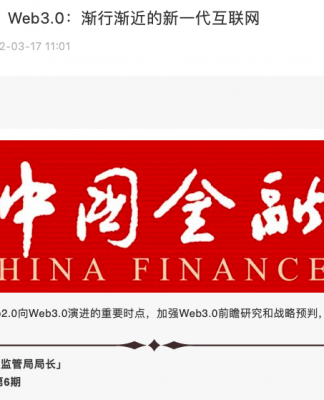 Web3.0：渐行渐近的新一代互联网
2-03-17 11:01
中国金融
HINA FINANCE
b2.0向Web3.0演进的重要时点，加强Web3.0前瞻研究和战略预判，
监管局局长」
第6期